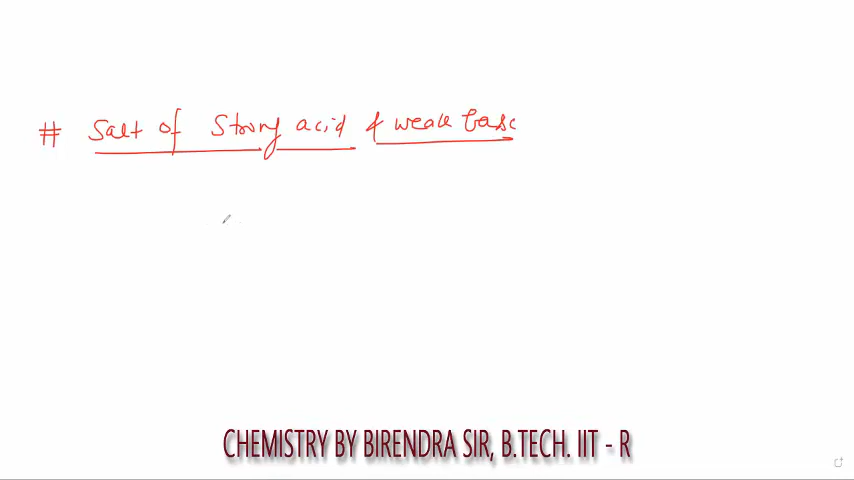 # Salt of Strong acid & weak base
CHEMISTRY BY BIRENDRA SIR, B.TECH. IIT - R